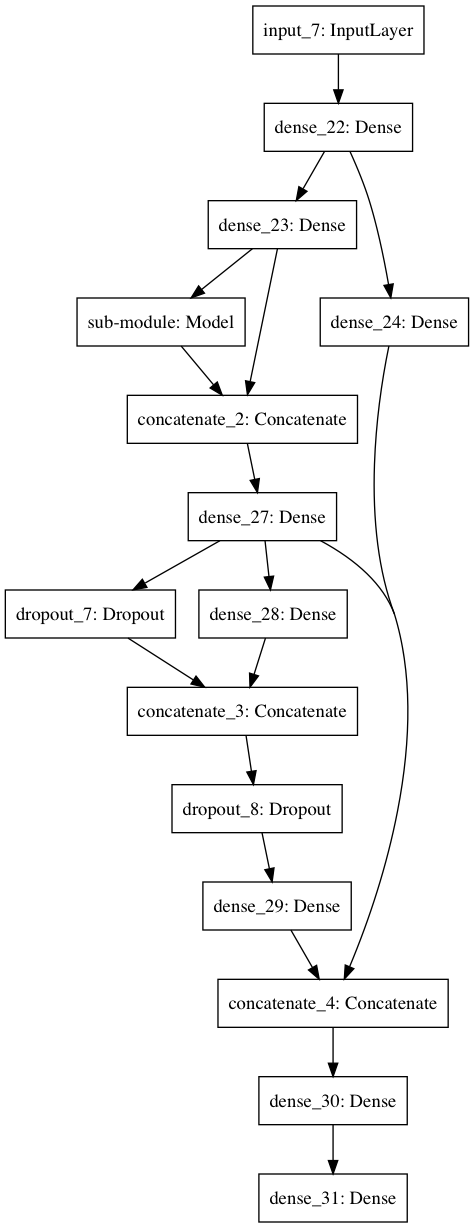 input_7: InputLayer
dense_22: Dense
dense_23: Dense
sub-module: Model
dense_24: Dense
concatenate_2: Concatenate
dense_27: Dense
dropout_7: Dropout
dense_28: Dense
concatenate_3: Concatenate
dropout_8: Dropout
dense_29: Dense
concatenate_4: Concatenate
dense_30: Dense
dense_31: Dense